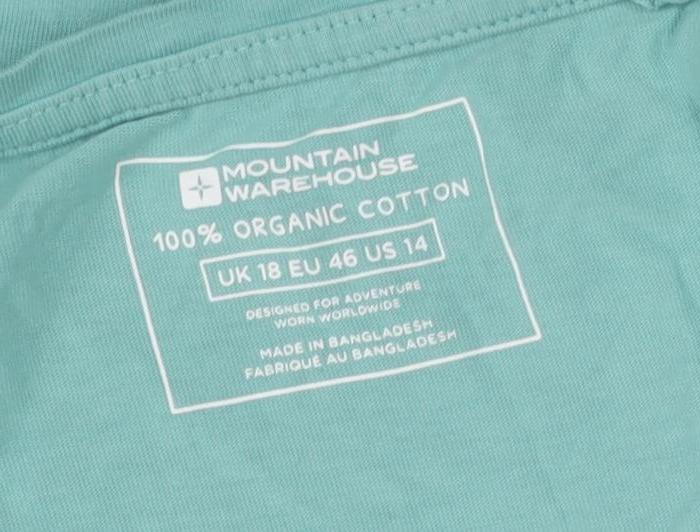 MOUNTAIN
WAREHOUSE
100% ORGANIC COTTON
UK 18 EU 46 US 14
DESIGNED FOR ADVENTURE
WORN WORLDWIDE
MADE IN BANGLADESH
FABRIQUÉ AU BANGLADESH